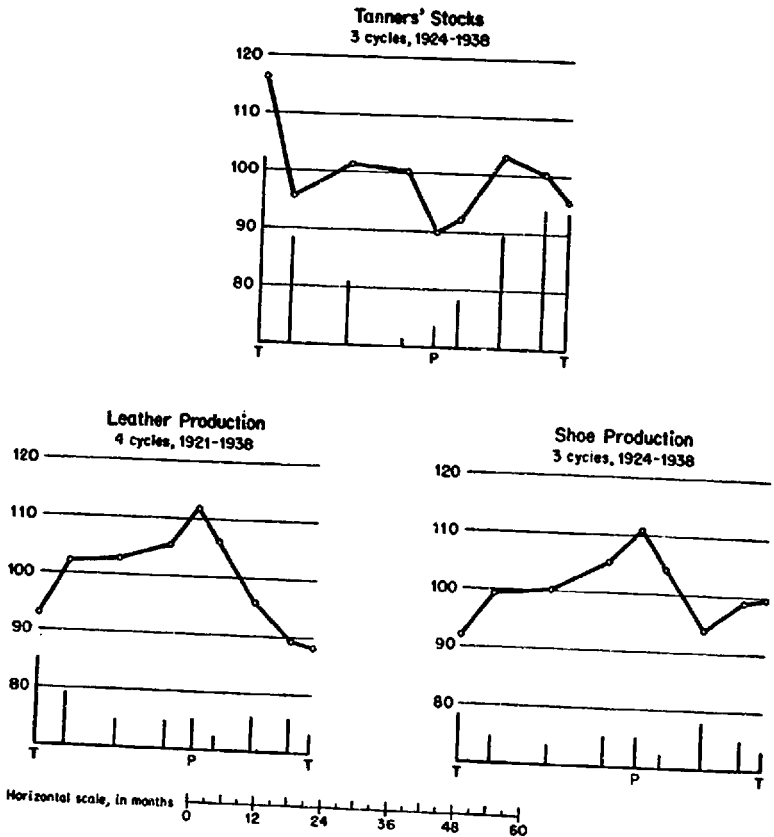 Tanners' Stocks
3 cycles, 1924-1938
120
110
100
90
80
T P T
Leather Production
4 cycles, 1921-1938
120
110
100
90
80
T P T
Shoe Production
3 cycles, 1924-1938
120
110
100
90
80
T P T
Horizontal scale, in months
0 12 24 36 48 60